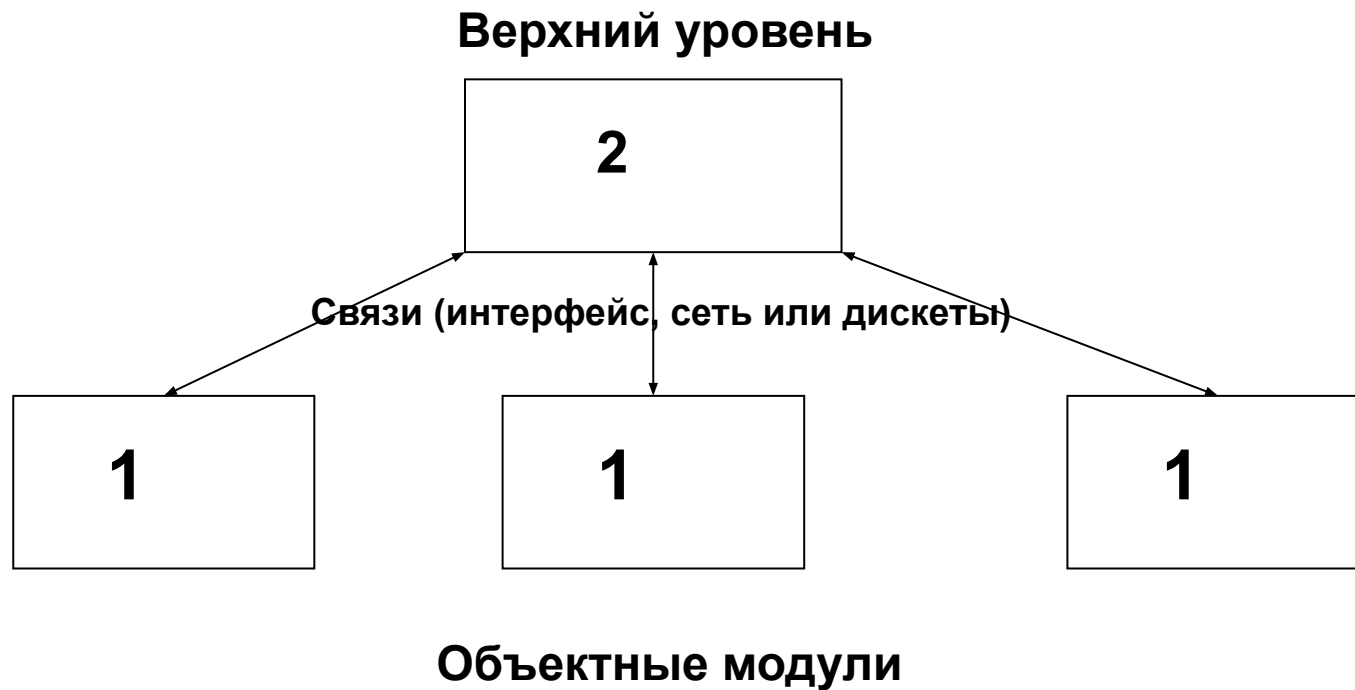 Верхний уровень
2
Связи (интерфейс, сеть или дискеты)
1 1 1
Объектные модули